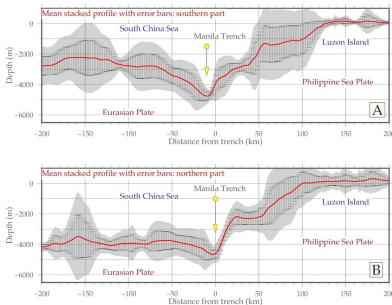 Mean stacked profile with error bars: southern part
South China Sea
Manila Trench
Luzon Island
Philippine Sea Plate
Eurasian Plate
A
Depth (m)
0
−2000
−4000
−6000
−200 −150 −100 −50 0 50 100 150 200
Distance from trench (km)
Mean stacked profile with error bars: northern part
South China Sea
Manila Trench
Luzon Island
Philippine Sea Plate
Eurasian Plate
B
Depth (m)
0
−2000
−4000
−6000
−200 −150 −100 −50 0 50 100 150 200
Distance from trench (km)